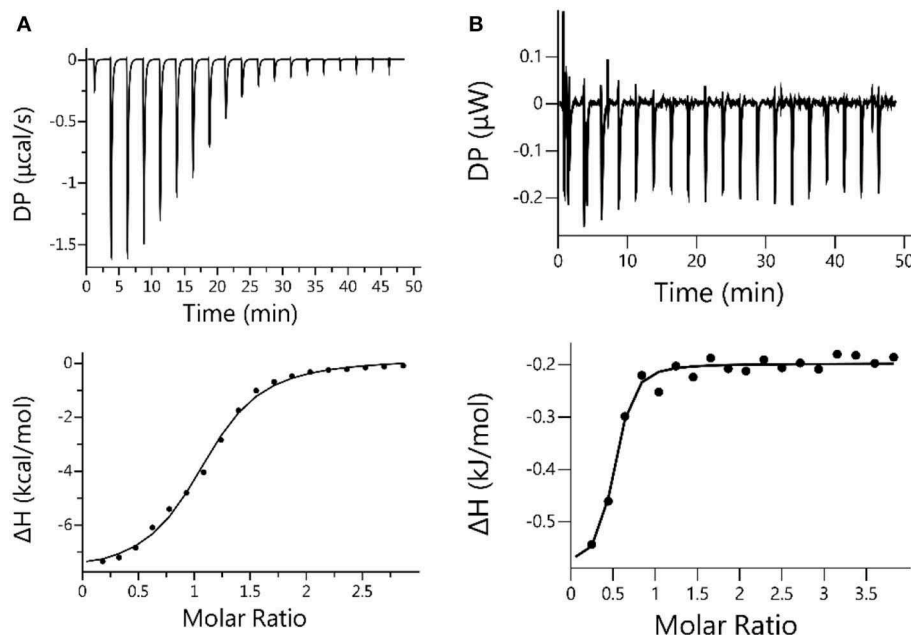 A
0
-0.5
-1
-1.5
DP (µcal/s)
0 5 10 15 20 25 30 35 40 45 50
Time (min)
0
-2
-4
-6
ΔH (kcal/mol)
0 0.5 1 1.5 2 2.5
Molar Ratio
B
0.1
0
-0.1
-0.2
DP (µW)
0 10 20 30 40 50
Time (min)
-0.2
-0.3
-0.4
-0.5
ΔH (kJ/mol)
0 0.5 1 1.5 2 2.5 3 3.5
Molar Ratio